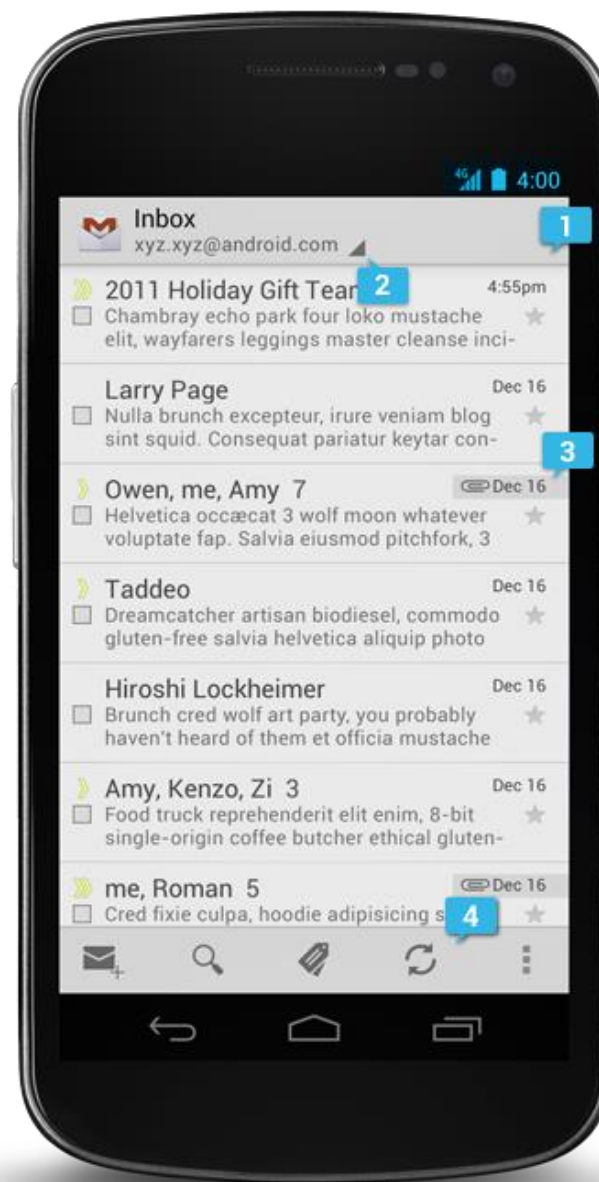 4G 4:00
1
Inbox
xyz.xyz@android.com
2
2011 Holiday Gift Tear 4:55pm
Chambray echo park four loko mustache
elit, wayfarers leggings master cleanse inci-
Larry Page Dec 16
Nulla brunch excepteur, irure veniam blog
sint squid. Consequat pariatur keytar con-
3
Owen, me, Amy 7 Dec 16
Helvetica occæcat 3 wolf moon whatever
voluptate fap. Salvia eiusmod pitchfork, 3
Taddeo Dec 16
Dreamcatcher artisan biodiesel, commodo
gluten-free salvia helvetica aliquip photo
Hiroshi Lockheimer Dec 16
Brunch cred wolf art party, you probably
haven't heard of them et officia mustache
Amy, Kenzo, Zi 3 Dec 16
Food truck reprehenderit elit enim, 8-bit
single-origin coffee butcher ethical gluten-
me, Roman 5 Dec 16
Cred fixie culpa, hoodie adipisicing s
4